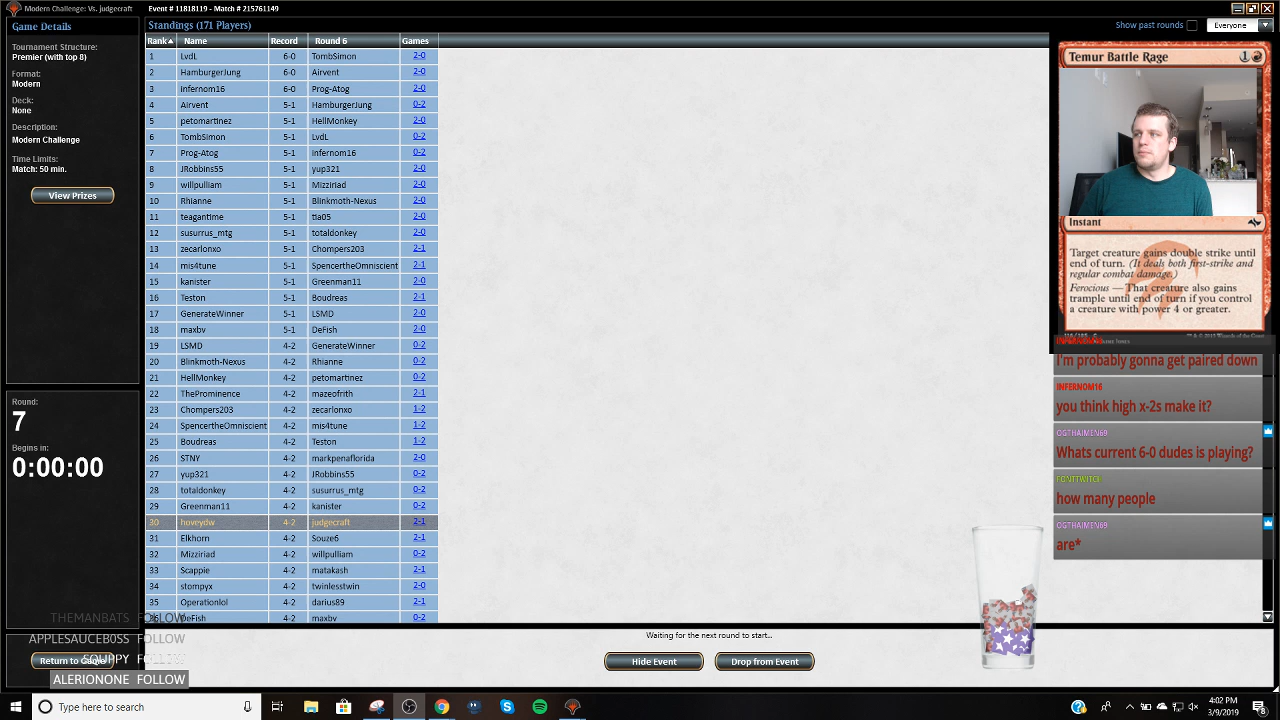 Modern Challenge: Vs. judgecraft
Event # 11818119 - Match # 215761149
Game Details
Tournament Structure:
Premier (with top 8)
Format:
Modern
Deck:
None
Description:
Modern Challenge
Time Limits:
Match: 50 min.
View Prizes
Round:
7
Begins in:
0:00:00
Return to Game
Standings (171 Players)
Show past rounds
Everyone
Rank Name Record Round 6 Games
1 LvdL 6-0 TombSimon 2-0
2 HamburgerJung 6-0 Airvent 2-0
3 Infernom16 6-0 Prog-Atog 2-0
4 Airvent 5-1 HamburgerJung 0-2
5 petomartinez 5-1 HellMonkey 2-0
6 TombSimon 5-1 LvdL 0-2
7 Prog-Atog 5-1 Infernom16 0-2
8 JRobbins55 5-1 yup321 2-0
9 willpulliam 5-1 Mizziriad 2-0
10 Rhianne 5-1 Blinkmoth-Nexus 2-0
11 teagantime 5-1 tia05 2-0
12 susurrus_mtg 5-1 totaldonkey 2-0
13 zecarlonxo 5-1 Chompers203 2-1
14 mis4tune 5-1 SpencertheOmniscient 2-1
15 kanister 5-1 Greenman11 2-0
16 Teston 5-1 Boudreas 2-1
17 GenerateWinner 5-1 LSMD 2-0
18 maxbv 5-1 DeFish 2-0
19 LSMD 4-2 GenerateWinner 0-2
20 Blinkmoth-Nexus 4-2 Rhianne 0-2
21 HellMonkey 4-2 petomartinez 0-2
22 TheProminence 4-2 mazeofrith 2-1
23 Chompers203 4-2 zecarlonxo 1-2
24 SpencertheOmniscient 4-2 mis4tune 1-2
25 Boudreas 4-2 Teston 1-2
26 STNY 4-2 markpenaflorida 2-0
27 yup321 4-2 JRobbins55 0-2
28 totaldonkey 4-2 susurrus_mtg 0-2
29 Greenman11 4-2 kanister 0-2
30 hoveydw 4-2 judgecraft 2-1
31 Elkhorn 4-2 Souze6 2-1
32 Mizziriad 4-2 willpulliam 0-2
33 Scappie 4-2 matakash 2-1
34 stompyx 4-2 twinlesstwin 2-0
35 Operationlol 4-2 darius89 2-1
36 DeFish 4-2 maxbv 0-2
THEMANBATS FOLLOW
APPLESAUCEBOSS FOLLOW
SQUPPY FOLLOW
ALERIONONE FOLLOW
Waiting for the next round to start...
Hide Event
Drop from Event
Temur Battle Rage 1
Instant
Target creature gains double strike until
end of turn. (It deals both first-strike and
regular combat damage.)
Ferocious — That creature also gains
trample until end of turn if you control
a creature with power 4 or greater.
INFERNOM16
I'm probably gonna get paired down
INFERNOM16
you think high x-2s make it?
OGTHAIMEN69
Whats current 6-0 dudes is playing?
how many people
OGTHAIMEN69
are*
Type here to search
4:02 PM
3/9/2019
8